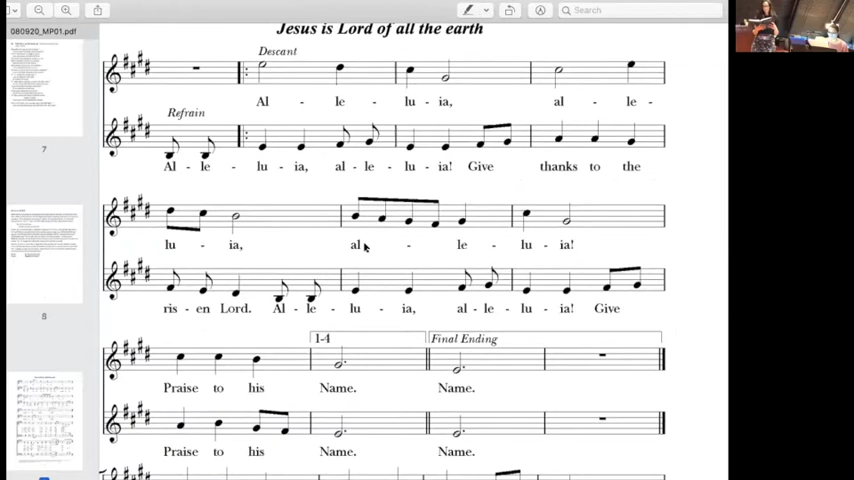 Search
080920_MP01.pdf
Jesus is Lord of all the earth
Descant
Al - le - lu - ia, al - le -
Refrain
Al - le - lu - ia, al - le - lu - ia! Give thanks to the
7
lu - ia, al - le - lu - ia!
ris - en Lord. Al - le - lu - ia, al - le - lu - ia! Give
8
1-4
Final Ending
Praise to his Name. Name.
Praise to his Name. Name.